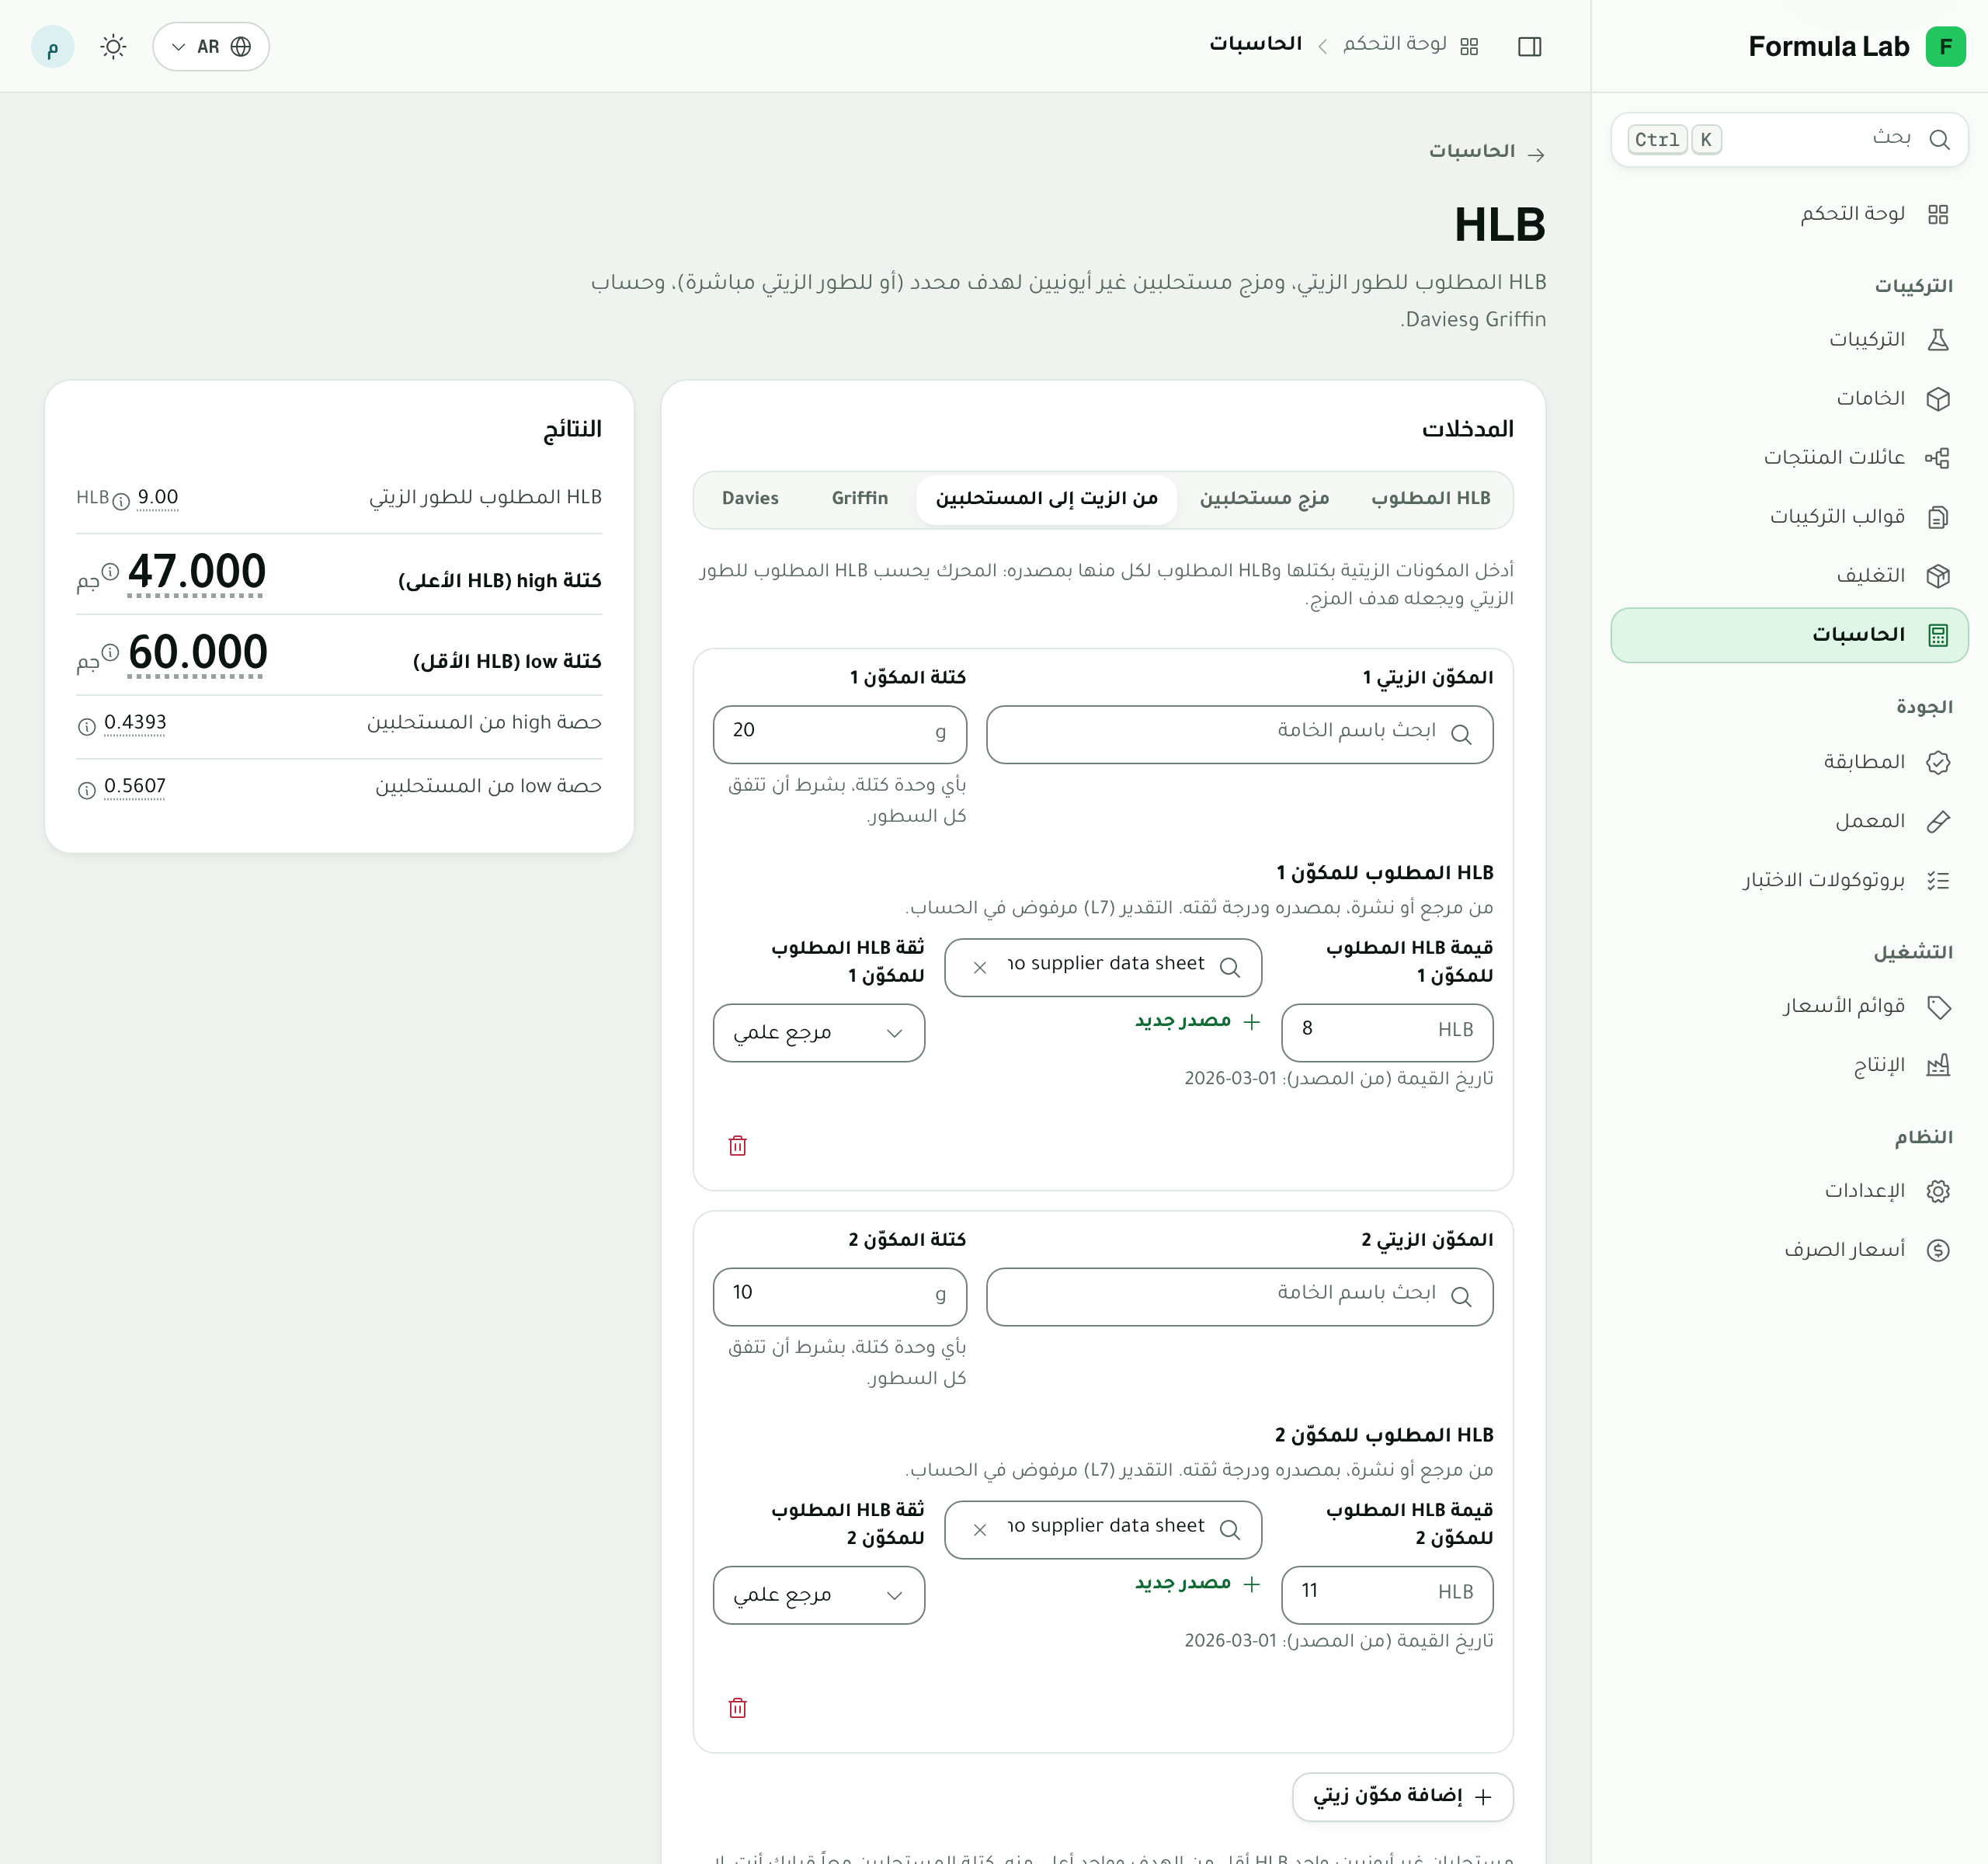 F Formula Lab
بحث Ctrl K
لوحة التحكم
التركيبات
التركيبات
الخامات
عائلات المنتجات
قوالب التركيبات
التغليف
الحاسبات
الجودة
المطابقة
المعمل
بروتوكولات الاختبار
التشغيل
قوائم الأسعار
الإنتاج
النظام
الإعدادات
أسعار الصرف
لوحة التحكم
الحاسبات
AR
م
الحاسبات
HLB
HLB المطلوب للطور الزيتي، ومزج مستحلبين غير أيونيين لهدف محدد (أو للطور الزيتي مباشرة)، وحساب
Griffin وDavies.
المدخلات
HLB المطلوب
مزج مستحلبين
من الزيت إلى المستحلبين
Griffin
Davies
أدخل المكونات الزيتية بكتلها وHLB المطلوب لكل منها بمصدره: المحرك يحسب HLB المطلوب للطور
الزيتي ويجعله هدف المزج.
المكوّن الزيتي 1
ابحث باسم الخامة
كتلة المكوّن 1
20 g
بأي وحدة كتلة، بشرط أن تتفق
كل السطور.
HLB المطلوب للمكوّن 1
من مرجع أو نشرة، بمصدره ودرجة ثقته. التقدير (L7) مرفوض في الحساب.
قيمة HLB المطلوب
للمكوّن 1
8 HLB
supplier data sheet
مصدر جديد
ثقة HLB المطلوب
للمكوّن 1
مرجع علمي
تاريخ القيمة (من المصدر): 01-03-2026
المكوّن الزيتي 2
ابحث باسم الخامة
كتلة المكوّن 2
10 g
بأي وحدة كتلة، بشرط أن تتفق
كل السطور.
HLB المطلوب للمكوّن 2
من مرجع أو نشرة، بمصدره ودرجة ثقته. التقدير (L7) مرفوض في الحساب.
قيمة HLB المطلوب
للمكوّن 2
11 HLB
supplier data sheet
مصدر جديد
ثقة HLB المطلوب
للمكوّن 2
مرجع علمي
تاريخ القيمة (من المصدر): 01-03-2026
إضافة مكوّن زيتي
النتائج
HLB المطلوب للطور الزيتي
9.00 HLB
كتلة high (HLB الأعلى)
47.000 جم
كتلة low (HLB الأقل)
60.000 جم
حصة high من المستحلبين
0.4393
حصة low من المستحلبين
0.5607